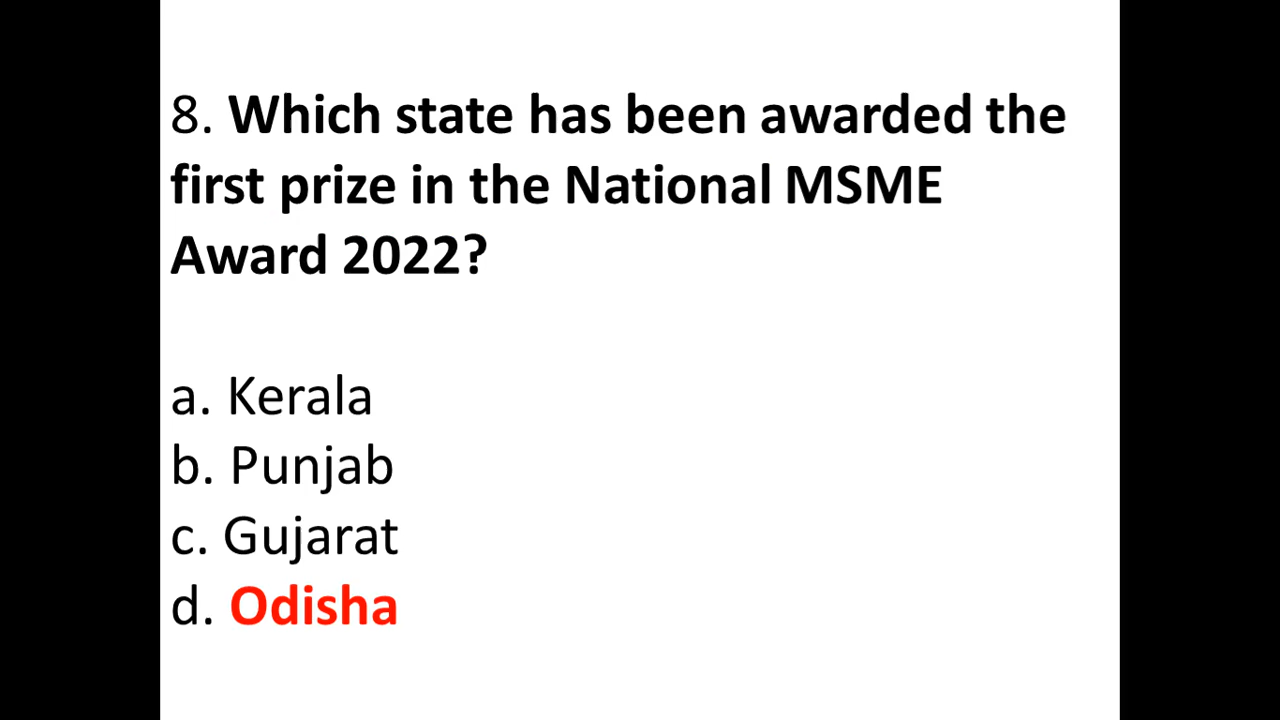 8. Which state has been awarded the
first prize in the National MSME
Award 2022?
a. Kerala
b. Punjab
c. Gujarat
d. Odisha